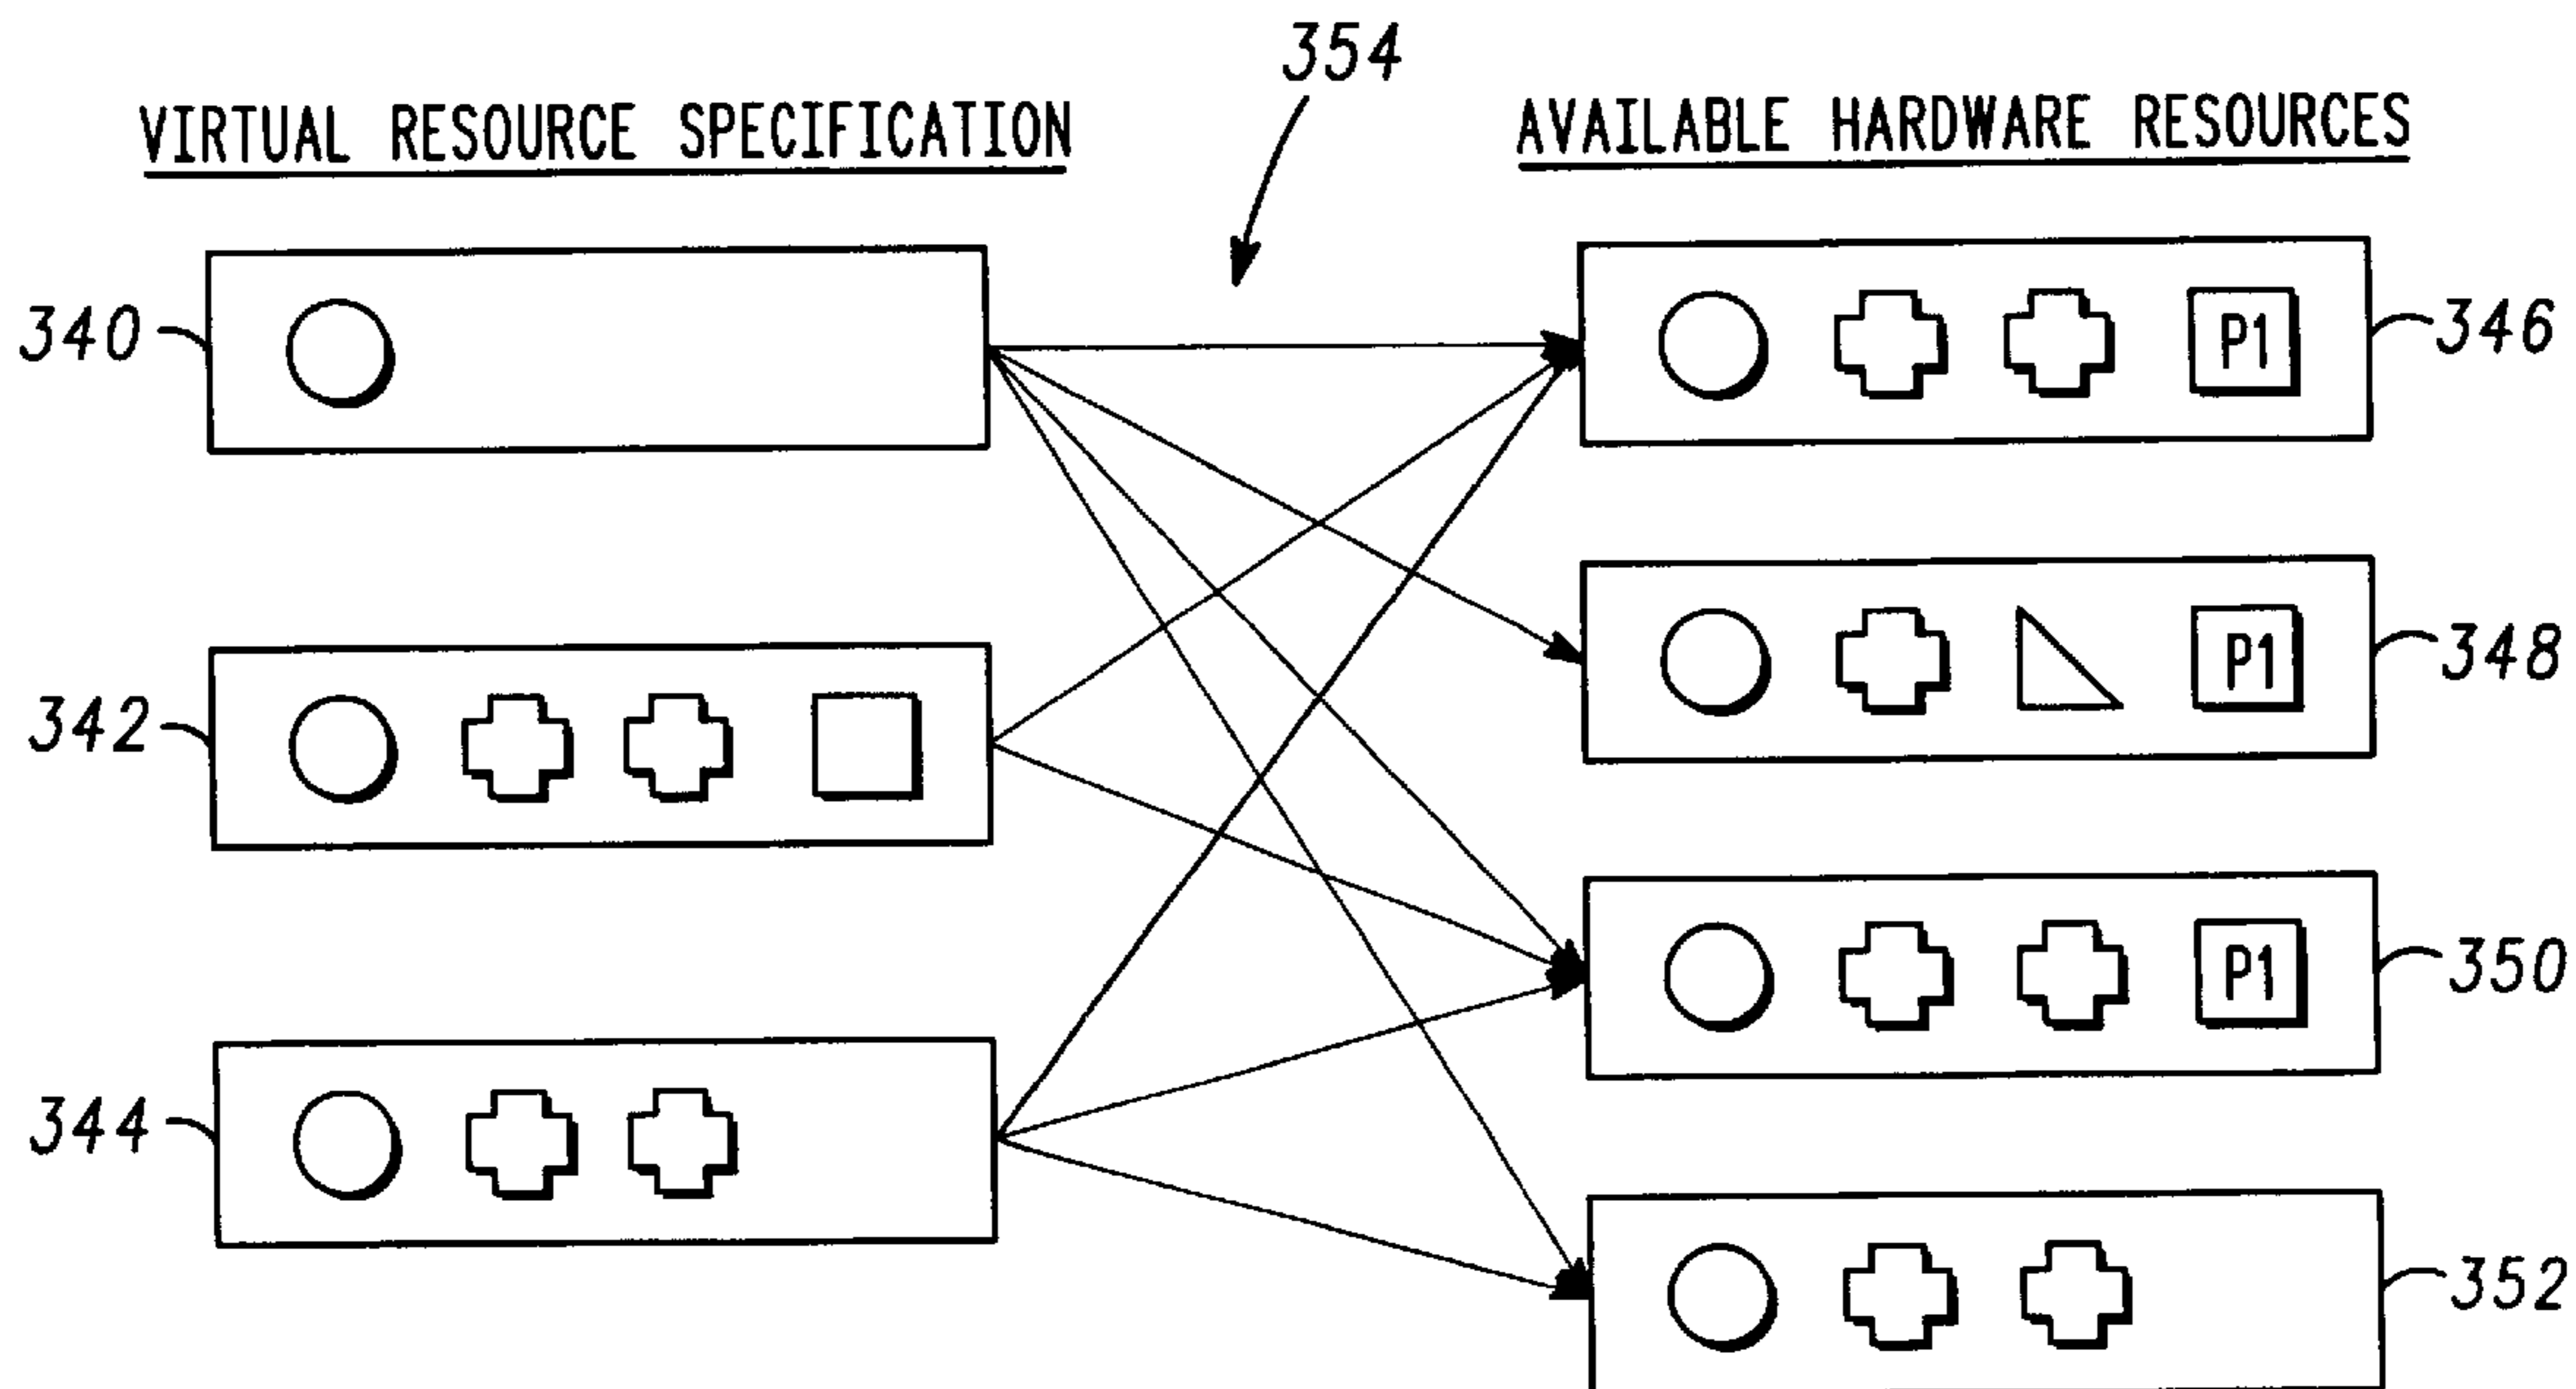 354
VIRTUAL RESOURCE SPECIFICATION
AVAILABLE HARDWARE RESOURCES
340
P1
346
P1
348
342
P1
350
344
352